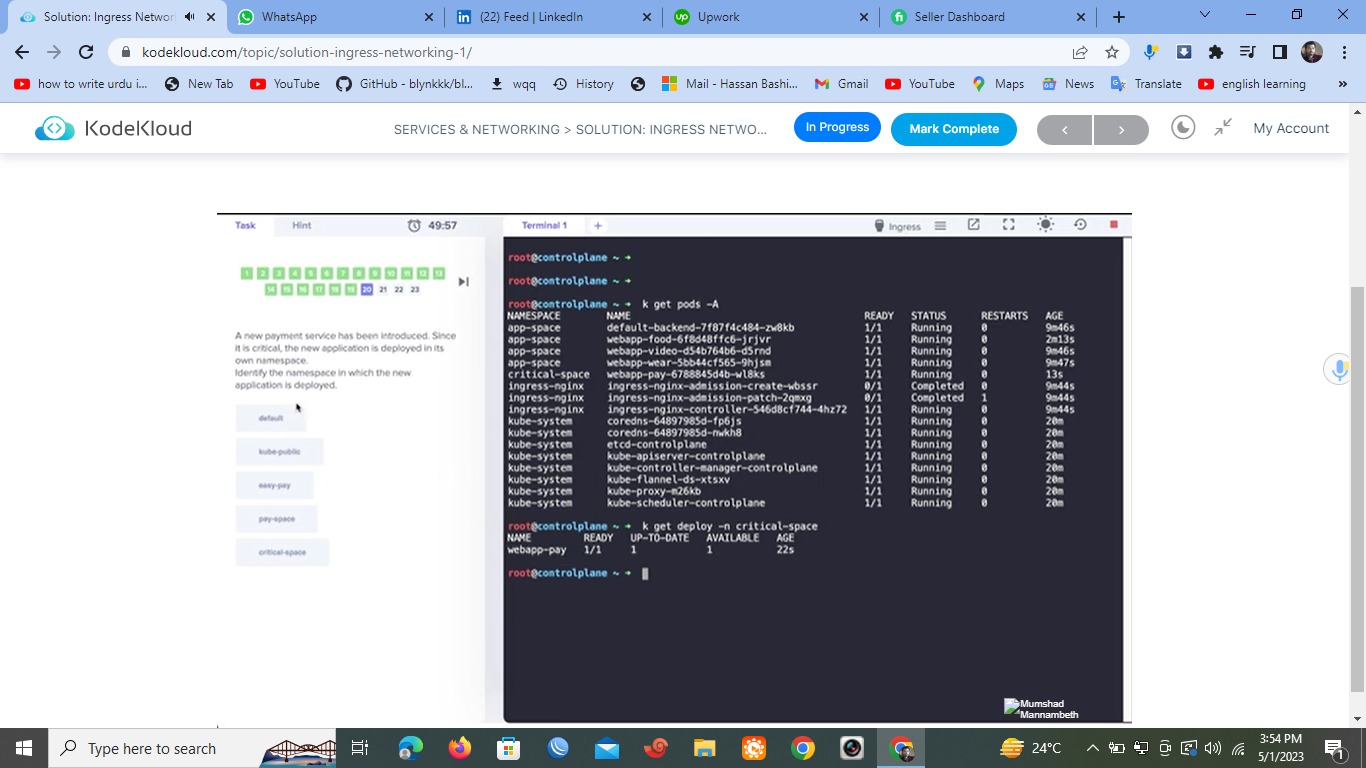 Solution: Ingress Network
WhatsApp
(22) Feed | LinkedIn
Upwork
Seller Dashboard
kodekloud.com/topic/solution-ingress-networking-1/
how to write urdu i...
New Tab
YouTube
GitHub - blynkkk/bl...
wqq
History
Mail - Hassan Bashi...
Gmail
YouTube
Maps
News
Translate
english learning
»
KodeKloud
SERVICES & NETWORKING > SOLUTION: INGRESS NETWO...
In Progress
Mark Complete
<
>
My Account
Task
Hint
49:57
Terminal 1
+
Ingress
1 2 3 4 5 6 7 8 9 10 11 12 13
14 15 16 17 18 19 20 21 22 23
A new payment service has been introduced. Since
it is critical, the new application is deployed in its
own namespace.
Identify the namespace in which the new
application is deployed.
default
kube-public
easy-pay
pay-space
critical-space
root@controlplane ~ ➜
root@controlplane ~ ➜
root@controlplane ~ ➜ k get pods -A
NAMESPACE NAME READY STATUS RESTARTS AGE
app-space default-backend-7f87f4c484-zw8kb 1/1 Running 0 9m46s
app-space webapp-food-6f8d48ffc6-jrjvr 1/1 Running 0 2m13s
app-space webapp-video-d54b764b6-d5rnd 1/1 Running 0 9m46s
app-space webapp-wear-5bb44cf565-9hjsm 1/1 Running 0 9m47s
critical-space webapp-pay-6788845d4b-wl8ks 1/1 Running 0 13s
ingress-nginx ingress-nginx-admission-create-wbssr 0/1 Completed 0 9m44s
ingress-nginx ingress-nginx-admission-patch-2qmxg 0/1 Completed 1 9m44s
ingress-nginx ingress-nginx-controller-546d8cf744-4hz72 1/1 Running 0 9m44s
kube-system coredns-64897985d-fp6js 1/1 Running 0 20m
kube-system coredns-64897985d-nwkh8 1/1 Running 0 20m
kube-system etcd-controlplane 1/1 Running 0 20m
kube-system kube-apiserver-controlplane 1/1 Running 0 20m
kube-system kube-controller-manager-controlplane 1/1 Running 0 20m
kube-system kube-flannel-ds-xtsxv 1/1 Running 0 20m
kube-system kube-proxy-m26kb 1/1 Running 0 20m
kube-system kube-scheduler-controlplane 1/1 Running 0 20m
root@controlplane ~ ➜ k get deploy -n critical-space
NAME READY UP-TO-DATE AVAILABLE AGE
webapp-pay 1/1 1 1 22s
root@controlplane ~ ➜
Mumshad
Mannambeth
Type here to search
24°C
3:54 PM
5/1/2023
1